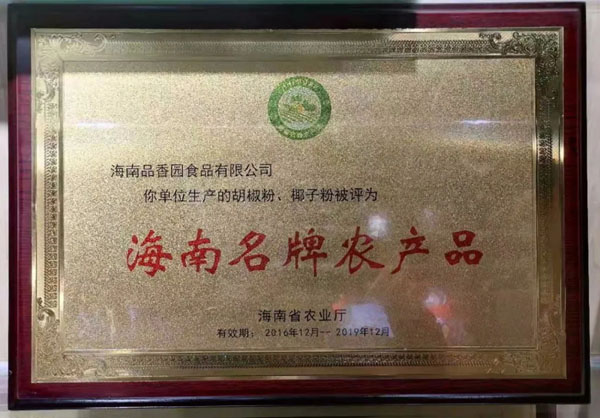 海南品香园食品有限公司
你单位生产的胡椒粉、椰子粉被评为
海南名牌农产品
海南省农业厅
有效期：2016年12月--2019年12月